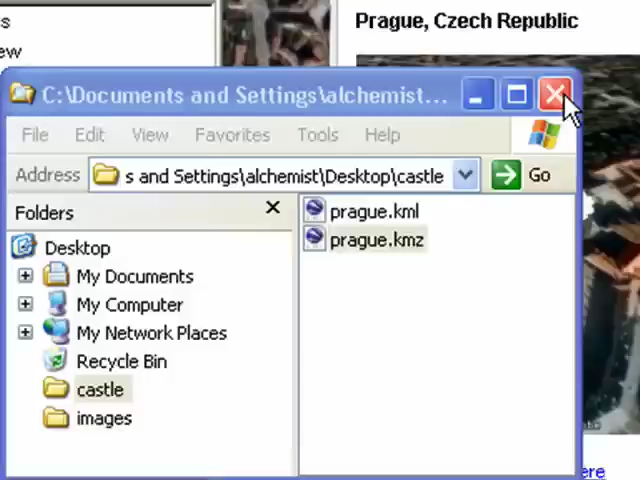 s
ew
Prague, Czech Republic
C:\Documents and Settings\alchemist...
File Edit View Favorites Tools Help
Address s and Settings\alchemist\Desktop\castle Go
Folders
prague.kml
prague.kmz
Desktop
My Documents
My Computer
My Network Places
Recycle Bin
castle
images
ere